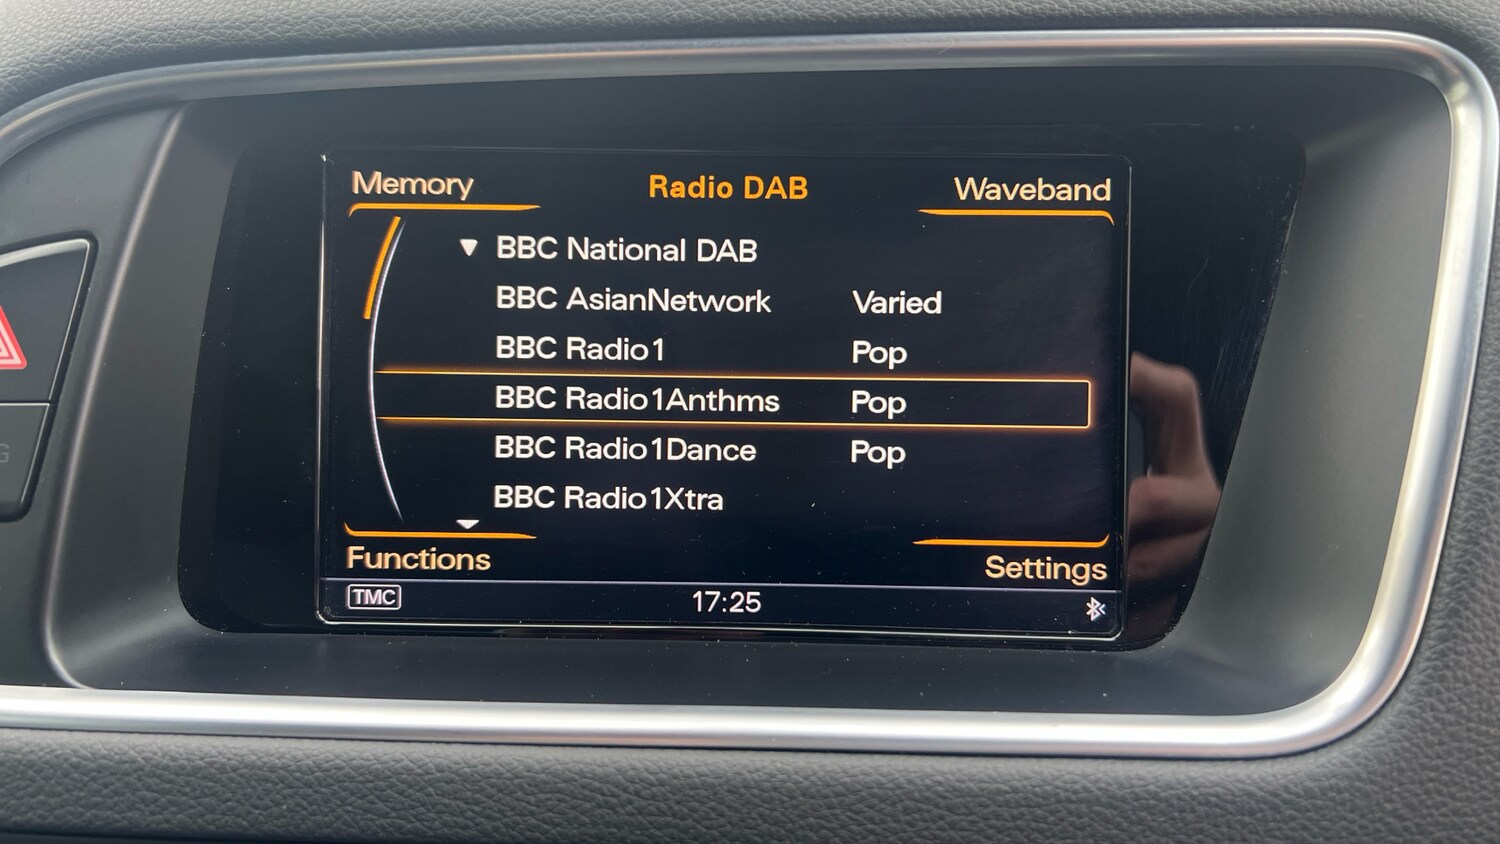 Memory Radio DAB Waveband
BBC National DAB
BBC AsianNetwork Varied
BBC Radio1 Pop
BBC Radio1Anthms Pop
BBC Radio1Dance Pop
BBC Radio1Xtra
Functions Settings
TMC 17:25